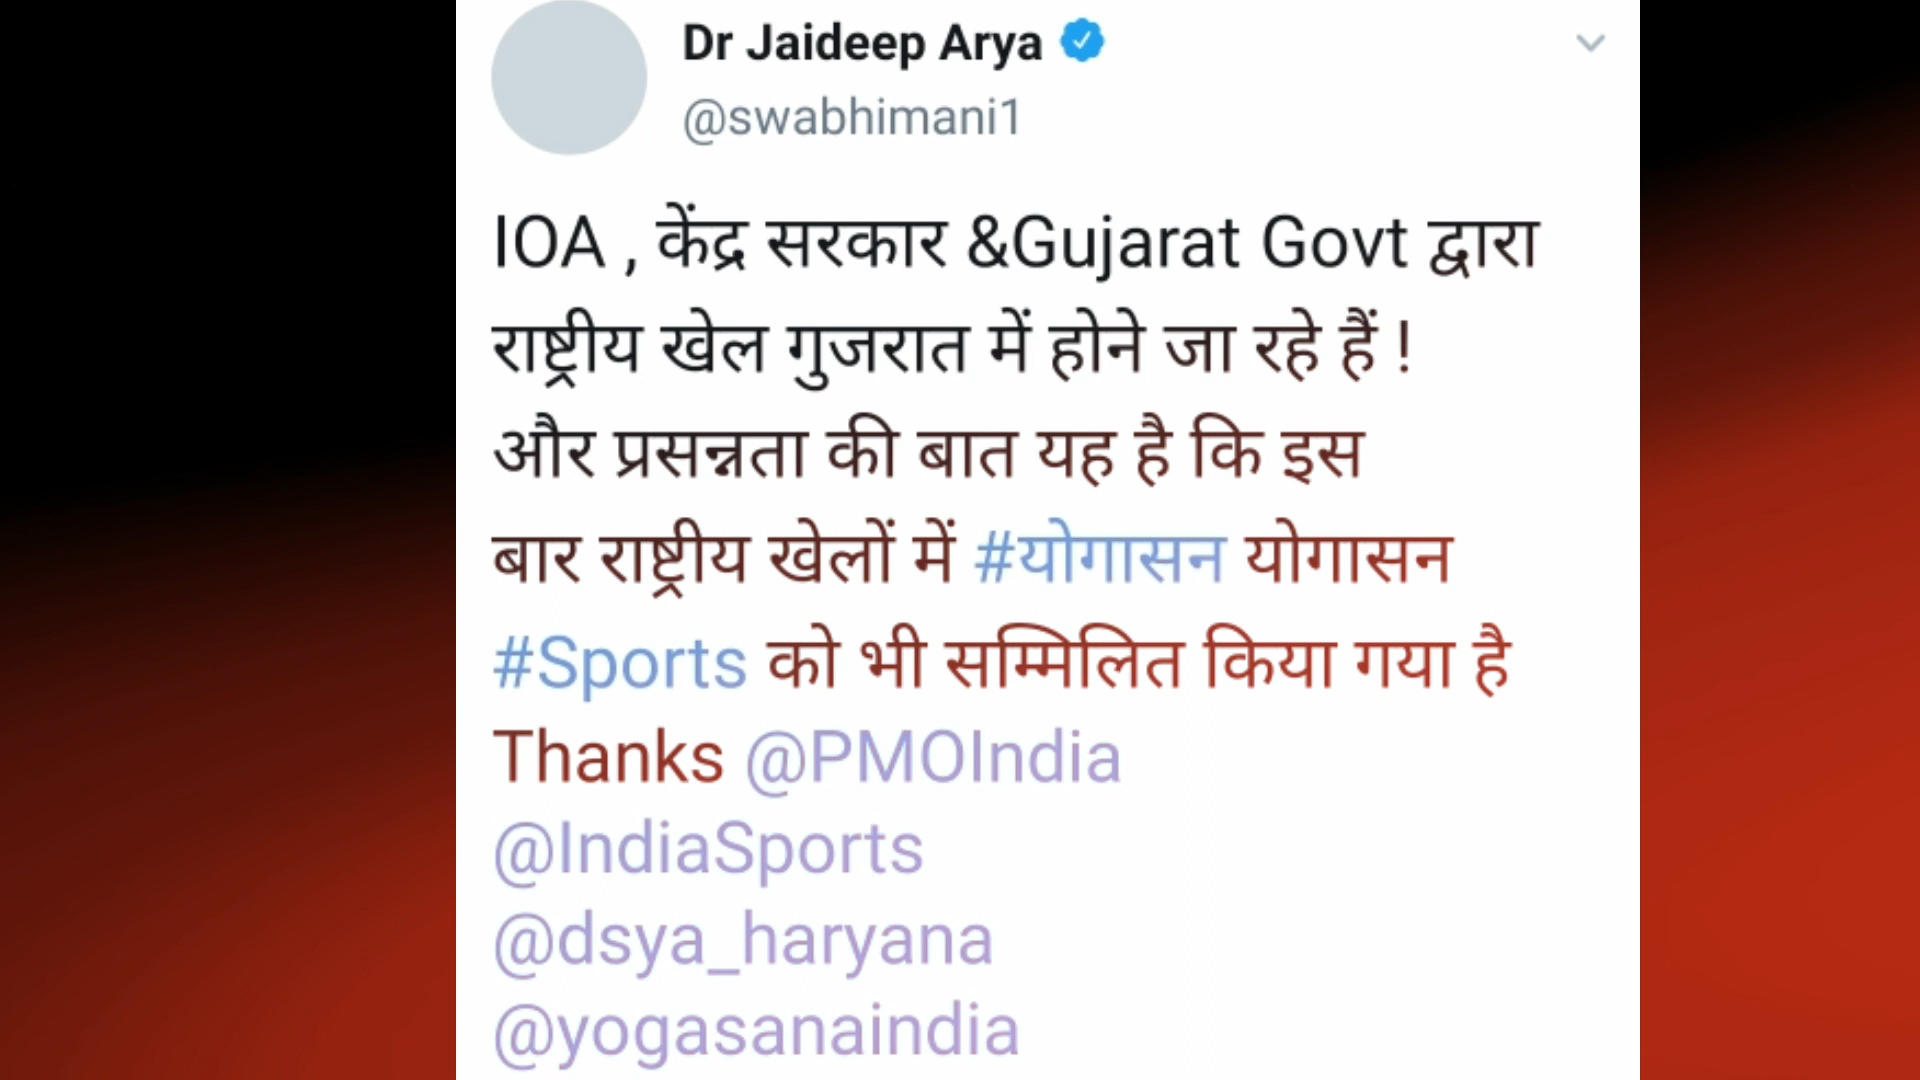 Dr Jaideep Arya
@swabhimani1
IOA , केंद्र सरकार &Gujarat Govt द्वारा
राष्ट्रीय खेल गुजरात में होने जा रहे हैं !
और प्रसन्नता की बात यह है कि इस
बार राष्ट्रीय खेलों में #योगासन योगासन
#Sports को भी सम्मिलित किया गया है
Thanks @PMOIndia
@IndiaSports
@dsya_haryana
@yogasanaindia